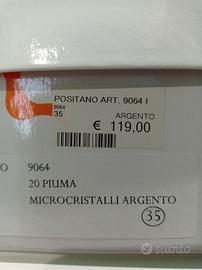 POSITANO ART. 9064 I
9064
35 ARGENTO
€ 119,00
O 9064
20 PIUMA
MICROCRISTALLI ARGENTO
35
subito